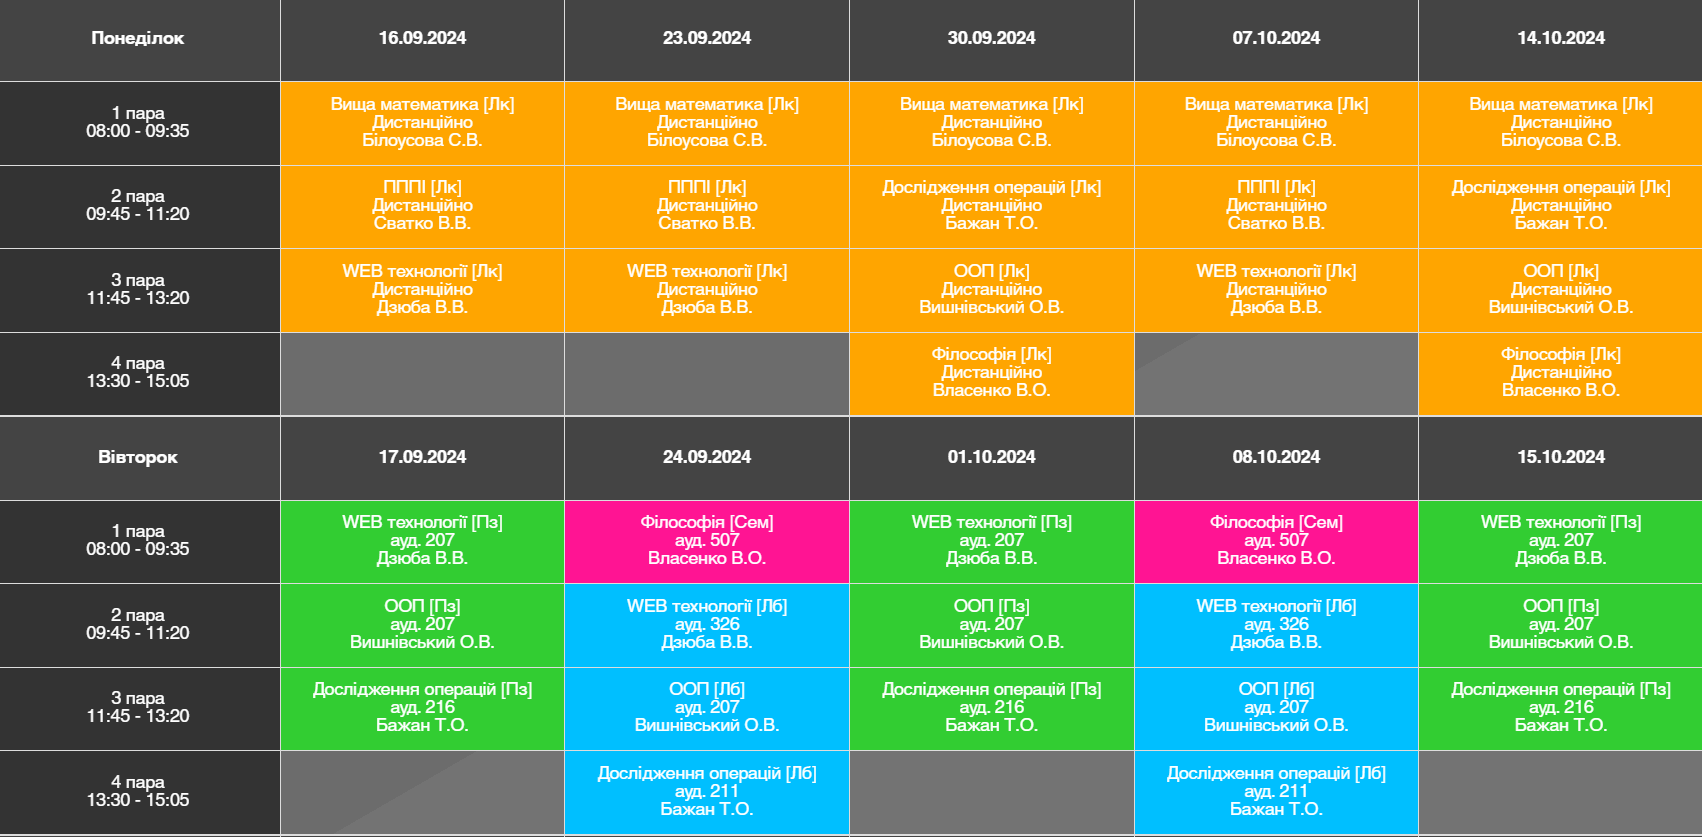 Понеділок
16.09.2024
23.09.2024
30.09.2024
07.10.2024
14.10.2024
1 пара
08:00 - 09:35
Вища математика [Лк]
Дистанційно
Білоусова С.В.
Вища математика [Лк]
Дистанційно
Білоусова С.В.
Вища математика [Лк]
Дистанційно
Білоусова С.В.
Вища математика [Лк]
Дистанційно
Білоусова С.В.
Вища математика [Лк]
Дистанційно
Білоусова С.В.
2 пара
09:45 - 11:20
ПППІ [Лк]
Дистанційно
Сватко В.В.
ПППІ [Лк]
Дистанційно
Сватко В.В.
Дослідження операцій [Лк]
Дистанційно
Бажан Т.О.
ПППІ [Лк]
Дистанційно
Сватко В.В.
Дослідження операцій [Лк]
Дистанційно
Бажан Т.О.
3 пара
11:45 - 13:20
WEB технології [Лк]
Дистанційно
Дзюба В.В.
WEB технології [Лк]
Дистанційно
Дзюба В.В.
ООП [Лк]
Дистанційно
Вишнівський О.В.
WEB технології [Лк]
Дистанційно
Дзюба В.В.
ООП [Лк]
Дистанційно
Вишнівський О.В.
4 пара
13:30 - 15:05
Філософія [Лк]
Дистанційно
Власенко В.О.
Філософія [Лк]
Дистанційно
Власенко В.О.
Вівторок
17.09.2024
24.09.2024
01.10.2024
08.10.2024
15.10.2024
1 пара
08:00 - 09:35
WEB технології [Пз]
ауд. 207
Дзюба В.В.
Філософія [Сем]
ауд. 507
Власенко В.О.
WEB технології [Пз]
ауд. 207
Дзюба В.В.
Філософія [Сем]
ауд. 507
Власенко В.О.
WEB технології [Пз]
ауд. 207
Дзюба В.В.
2 пара
09:45 - 11:20
ООП [Пз]
ауд. 207
Вишнівський О.В.
WEB технології [Лб]
ауд. 326
Дзюба В.В.
ООП [Пз]
ауд. 207
Вишнівський О.В.
WEB технології [Лб]
ауд. 326
Дзюба В.В.
ООП [Пз]
ауд. 207
Вишнівський О.В.
3 пара
11:45 - 13:20
Дослідження операцій [Пз]
ауд. 216
Бажан Т.О.
ООП [Лб]
ауд. 207
Вишнівський О.В.
Дослідження операцій [Пз]
ауд. 216
Бажан Т.О.
ООП [Лб]
ауд. 207
Вишнівський О.В.
Дослідження операцій [Пз]
ауд. 216
Бажан Т.О.
4 пара
13:30 - 15:05
Дослідження операцій [Лб]
ауд. 211
Бажан Т.О.
Дослідження операцій [Лб]
ауд. 211
Бажан Т.О.